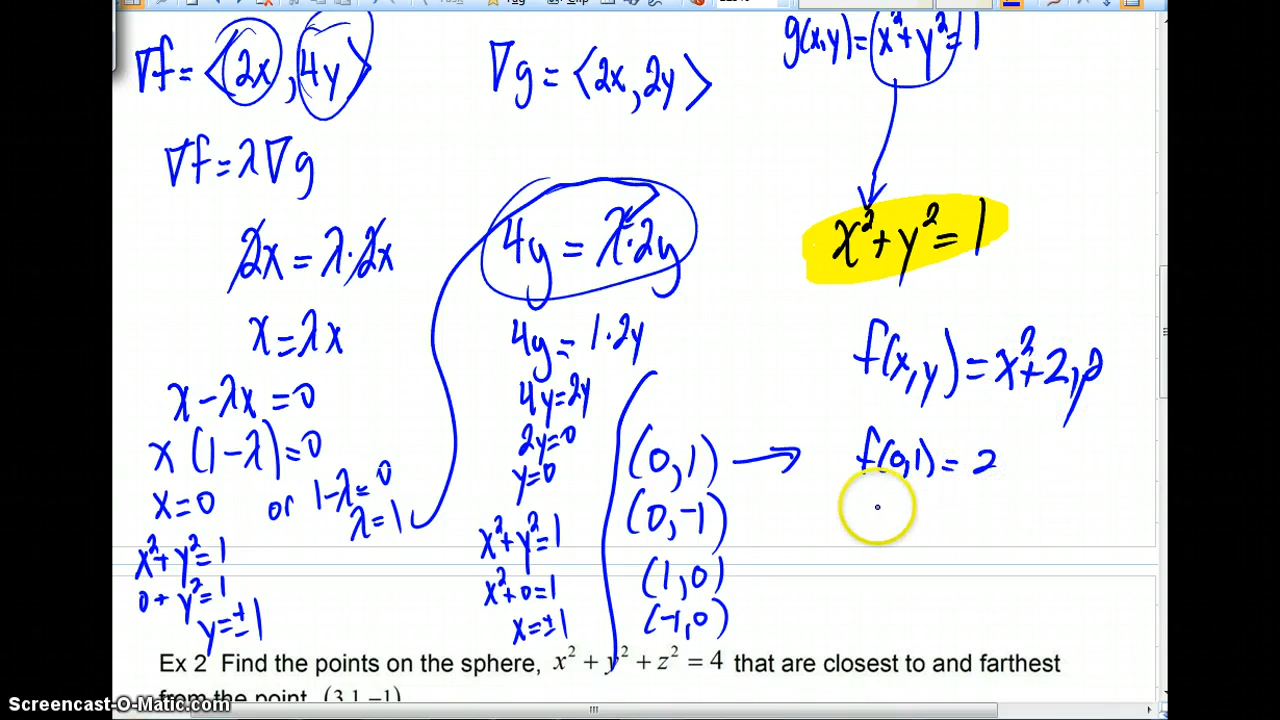 ∇f = ⟨2x, 4y⟩
∇g = ⟨2x, 2y⟩
g(x,y) = x² + y² = 1
∇f = λ∇g
2x = λ·2x
x = λx
x - λx = 0
x(1-λ) = 0
x = 0 or 1-λ = 0
λ = 1
x² + y² = 1
0 + y² = 1
y = ±1
4y = λ·2y
4y = 1·2y
4y = 2y
2y = 0
y = 0
x² + y² = 1
x² + 0 = 1
x = ±1
(0,1) →
(0,-1)
(1,0)
(-1,0)
x² + y² = 1
f(x,y) = x² + 2y²
f(0,1) = 2
Ex 2 Find the points on the sphere, x² + y² + z² = 4 that are closest to and farthest
from the point, (3,1,−1)
Screencast-O-Matic.com